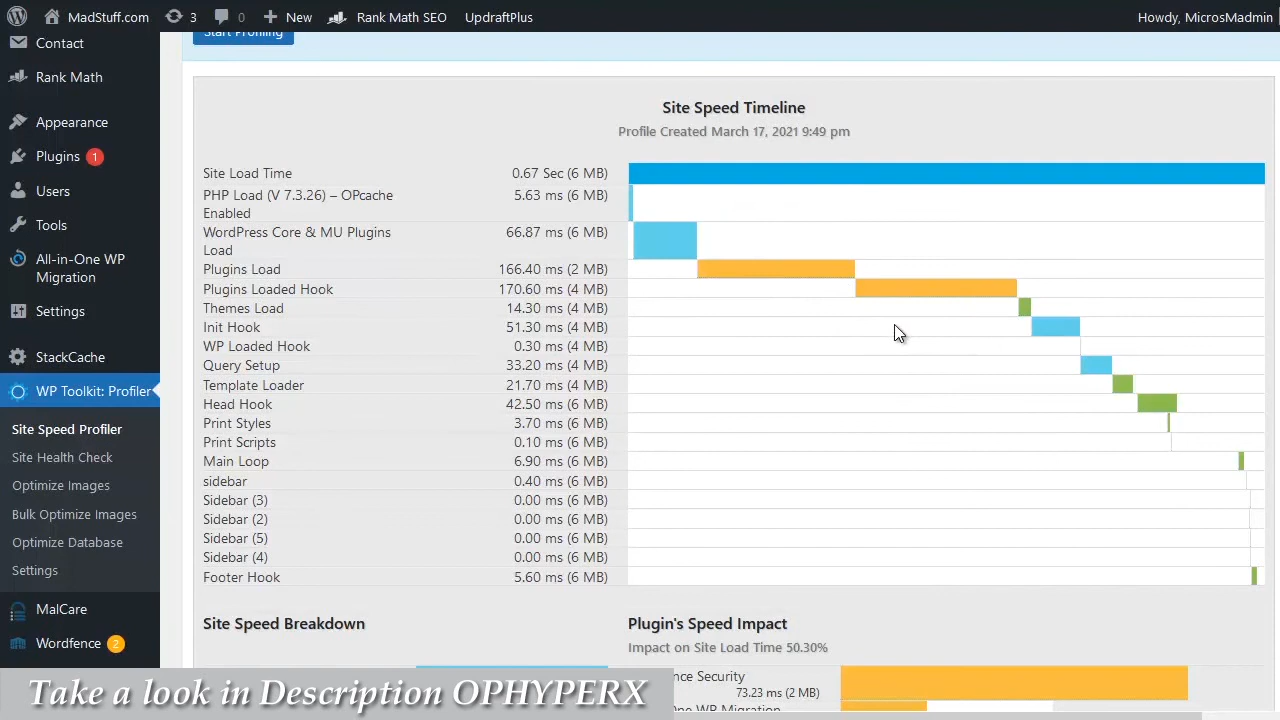 MadStuff.com 3 0 New Rank Math SEO UpdraftPlus Howdy, MicrosMadmin
Contact
Rank Math
Appearance
Plugins 1
Users
Tools
All-in-One WP
Migration
Settings
StackCache
WP Toolkit: Profiler
Site Speed Profiler
Site Health Check
Optimize Images
Bulk Optimize Images
Optimize Database
Settings
MalCare
Wordfence 2
Start Profiling
Site Speed Timeline
Profile Created March 17, 2021 9:49 pm
Site Load Time 0.67 Sec (6 MB)
PHP Load (V 7.3.26) – OPcache 5.63 ms (6 MB)
Enabled
WordPress Core & MU Plugins 66.87 ms (6 MB)
Load
Plugins Load 166.40 ms (2 MB)
Plugins Loaded Hook 170.60 ms (4 MB)
Themes Load 14.30 ms (4 MB)
Init Hook 51.30 ms (4 MB)
WP Loaded Hook 0.30 ms (4 MB)
Query Setup 33.20 ms (4 MB)
Template Loader 21.70 ms (4 MB)
Head Hook 42.50 ms (6 MB)
Print Styles 3.70 ms (6 MB)
Print Scripts 0.10 ms (6 MB)
Main Loop 6.90 ms (6 MB)
sidebar 0.40 ms (6 MB)
Sidebar (3) 0.00 ms (6 MB)
Sidebar (2) 0.00 ms (6 MB)
Sidebar (5) 0.00 ms (6 MB)
Sidebar (4) 0.00 ms (6 MB)
Footer Hook 5.60 ms (6 MB)
Site Speed Breakdown
Plugin's Speed Impact
Impact on Site Load Time 50.30%
nce Security
73.23 ms (2 MB)
One WP Migration
Take a look in Description OPHYPERX